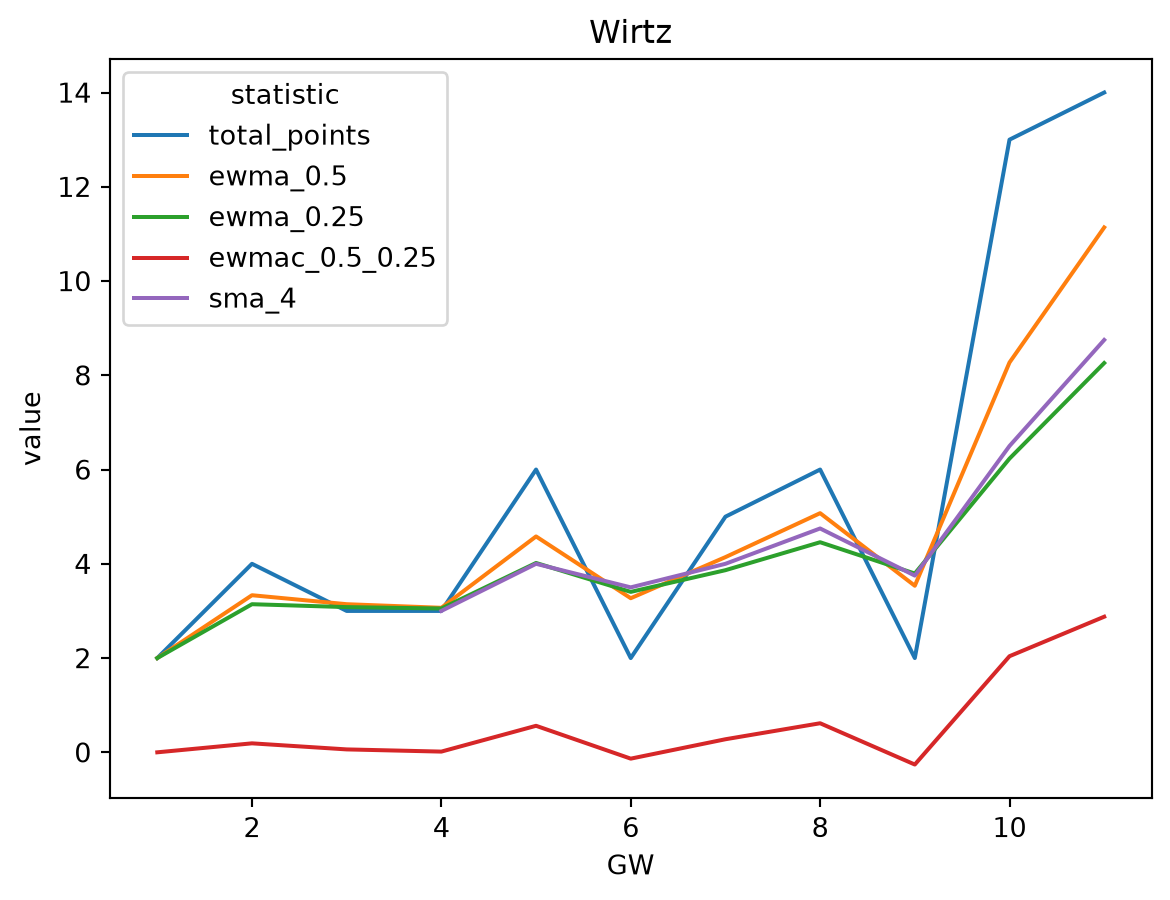 Wirtz
statistic
total_points
ewma_0.5
ewma_0.25
ewmac_0.5_0.25
sma_4
14
12
10
8
6
4
2
0
value
2 4 6 8 10
GW